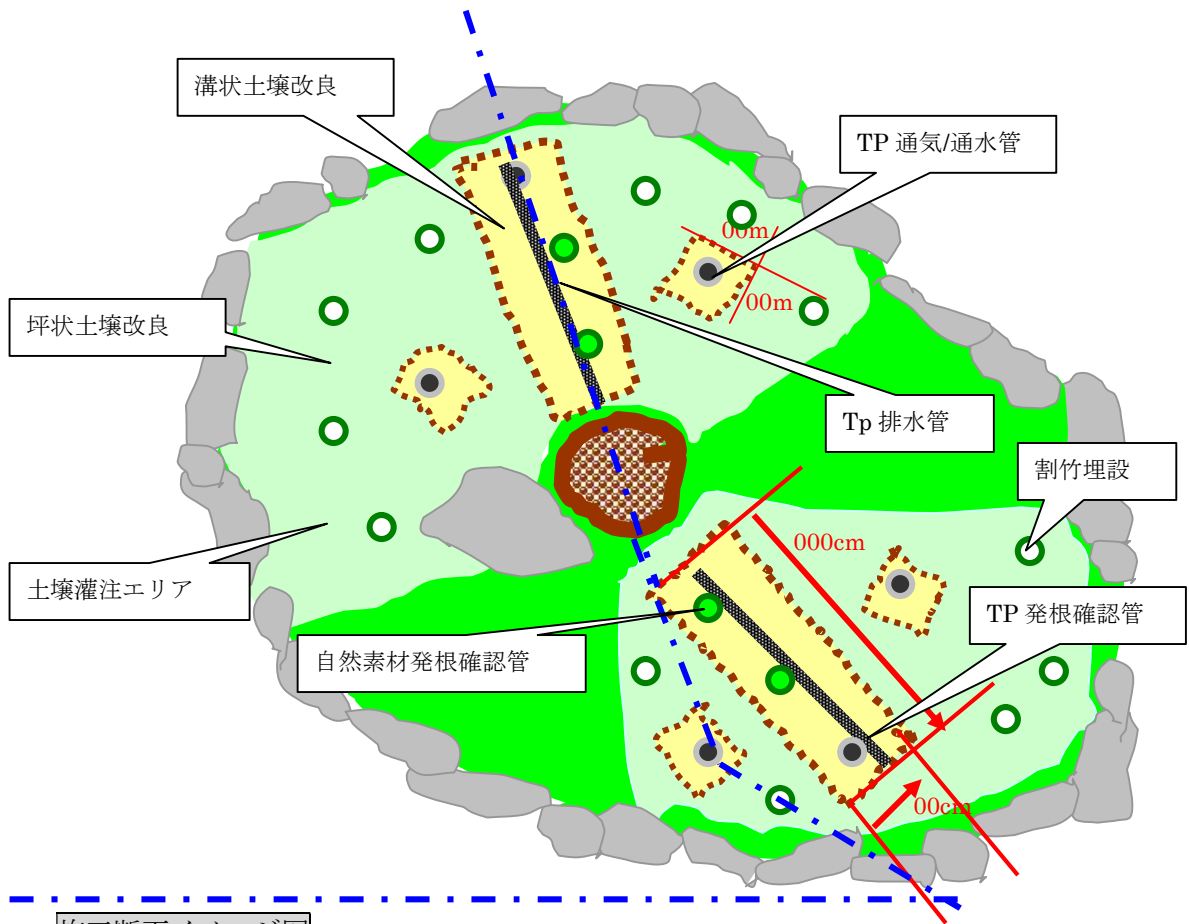 溝状土壌改良
TP 通気/通水管
00m
00m
坪状土壌改良
Tp 排水管
割竹埋設
000cm
土壌灌注エリア
TP 発根確認管
自然素材発根確認管
00cm